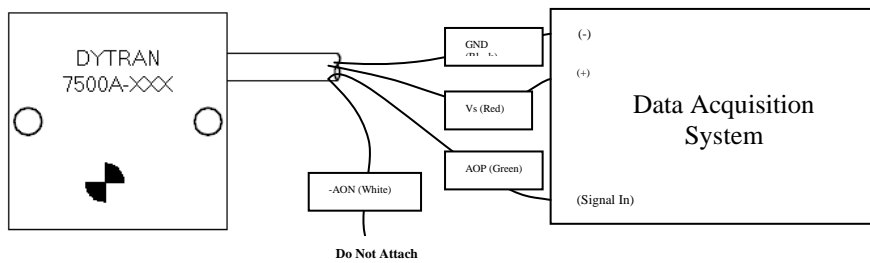 DYTRAN
7500A-XXX
GND
(-)
(+)
Vs (Red)
Data Acquisition
System
AOP (Green)
-AON (White)
(Signal In)
Do Not Attach